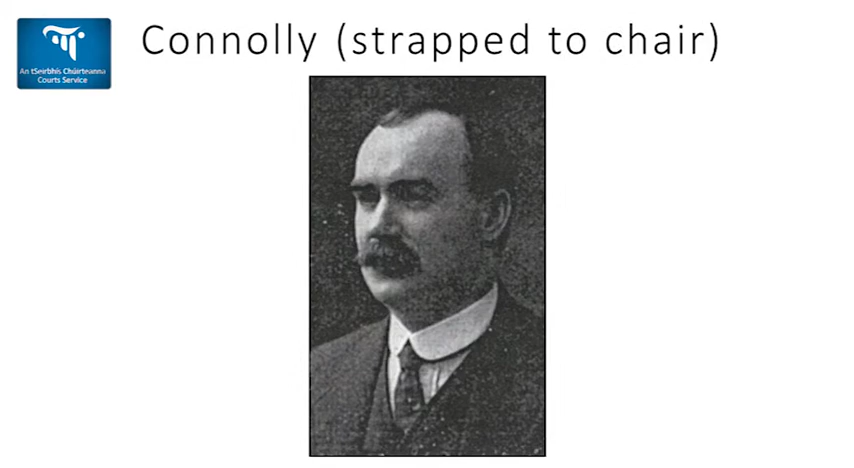 Connolly (strapped to chair)
An tSeirbhís Chúirteanna
Courts Service